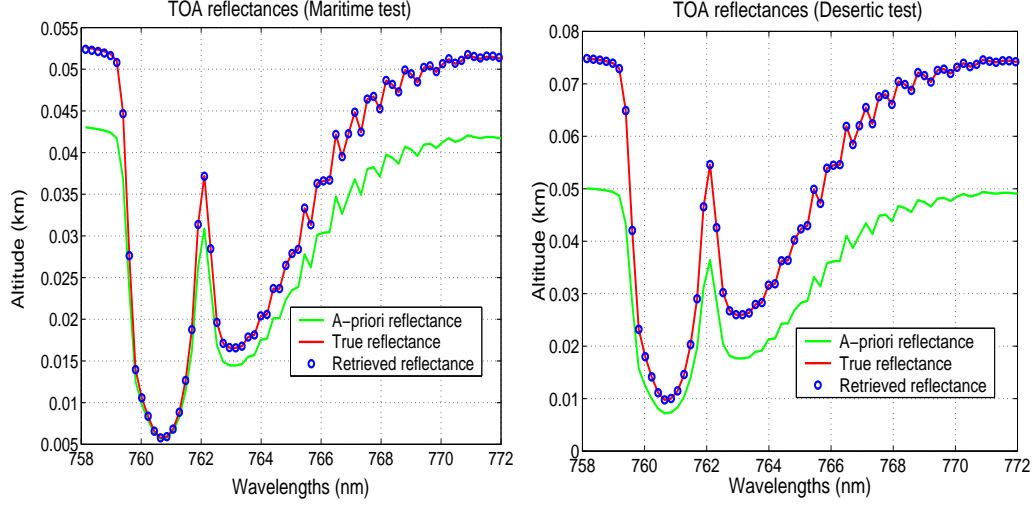 TOA reflectances (Maritime test)
0.055
0.05
0.045
0.04
0.035
0.03
0.025
0.02
0.015
0.01
0.005
Altitude (km)
A-priori reflectance
True reflectance
Retrieved reflectance
758 760 762 764 766 768 770 772
Wavelengths (nm)
TOA reflectances (Desertic test)
0.08
0.07
0.06
0.05
0.04
0.03
0.02
0.01
0
Altitude (km)
A-priori reflectance
True reflectance
Retrieved reflectance
758 760 762 764 766 768 770 772
Wavelengths (nm)